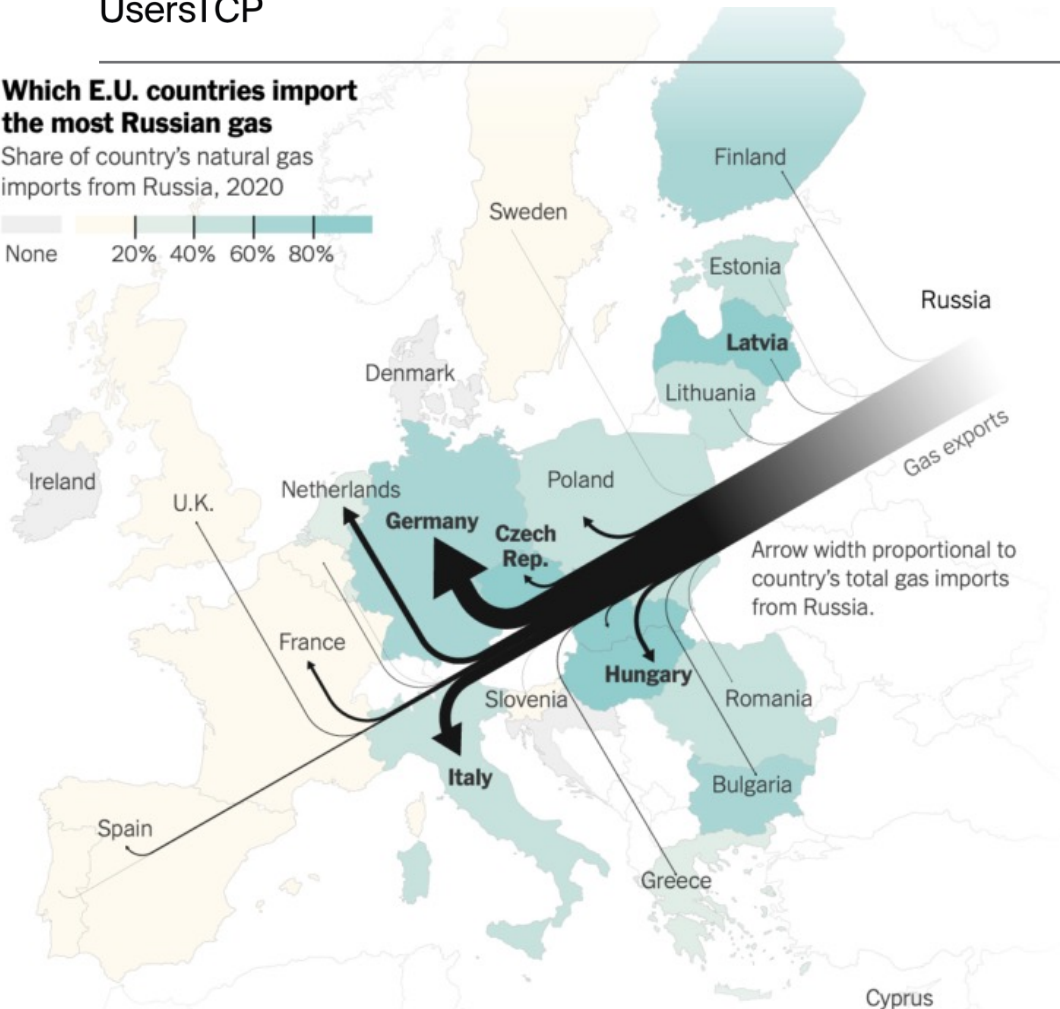 UsersTCP
Which E.U. countries import
the most Russian gas
Share of country's natural gas
imports from Russia, 2020
None
20% 40% 60% 80%
Finland
Sweden
Estonia
Russia
Latvia
Denmark
Lithuania
Gas exports
Ireland
Netherlands
Poland
U.K.
Germany
Czech
Rep.
Arrow width proportional to
country's total gas imports
from Russia.
France
Hungary
Slovenia
Romania
Italy
Bulgaria
Spain
Greece
Cyprus